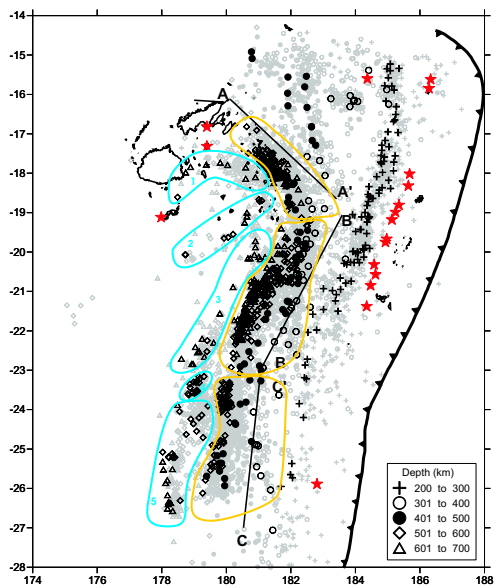 -14
-15
-16
-17
-18
-19
-20
-21
-22
-23
-24
-25
-26
-27
-28
174
176
178
180
182
184
186
188
A
A'
B'
B
C'
C
1
2
3
5
Depth (km)
200 to 300
301 to 400
401 to 500
501 to 600
601 to 700